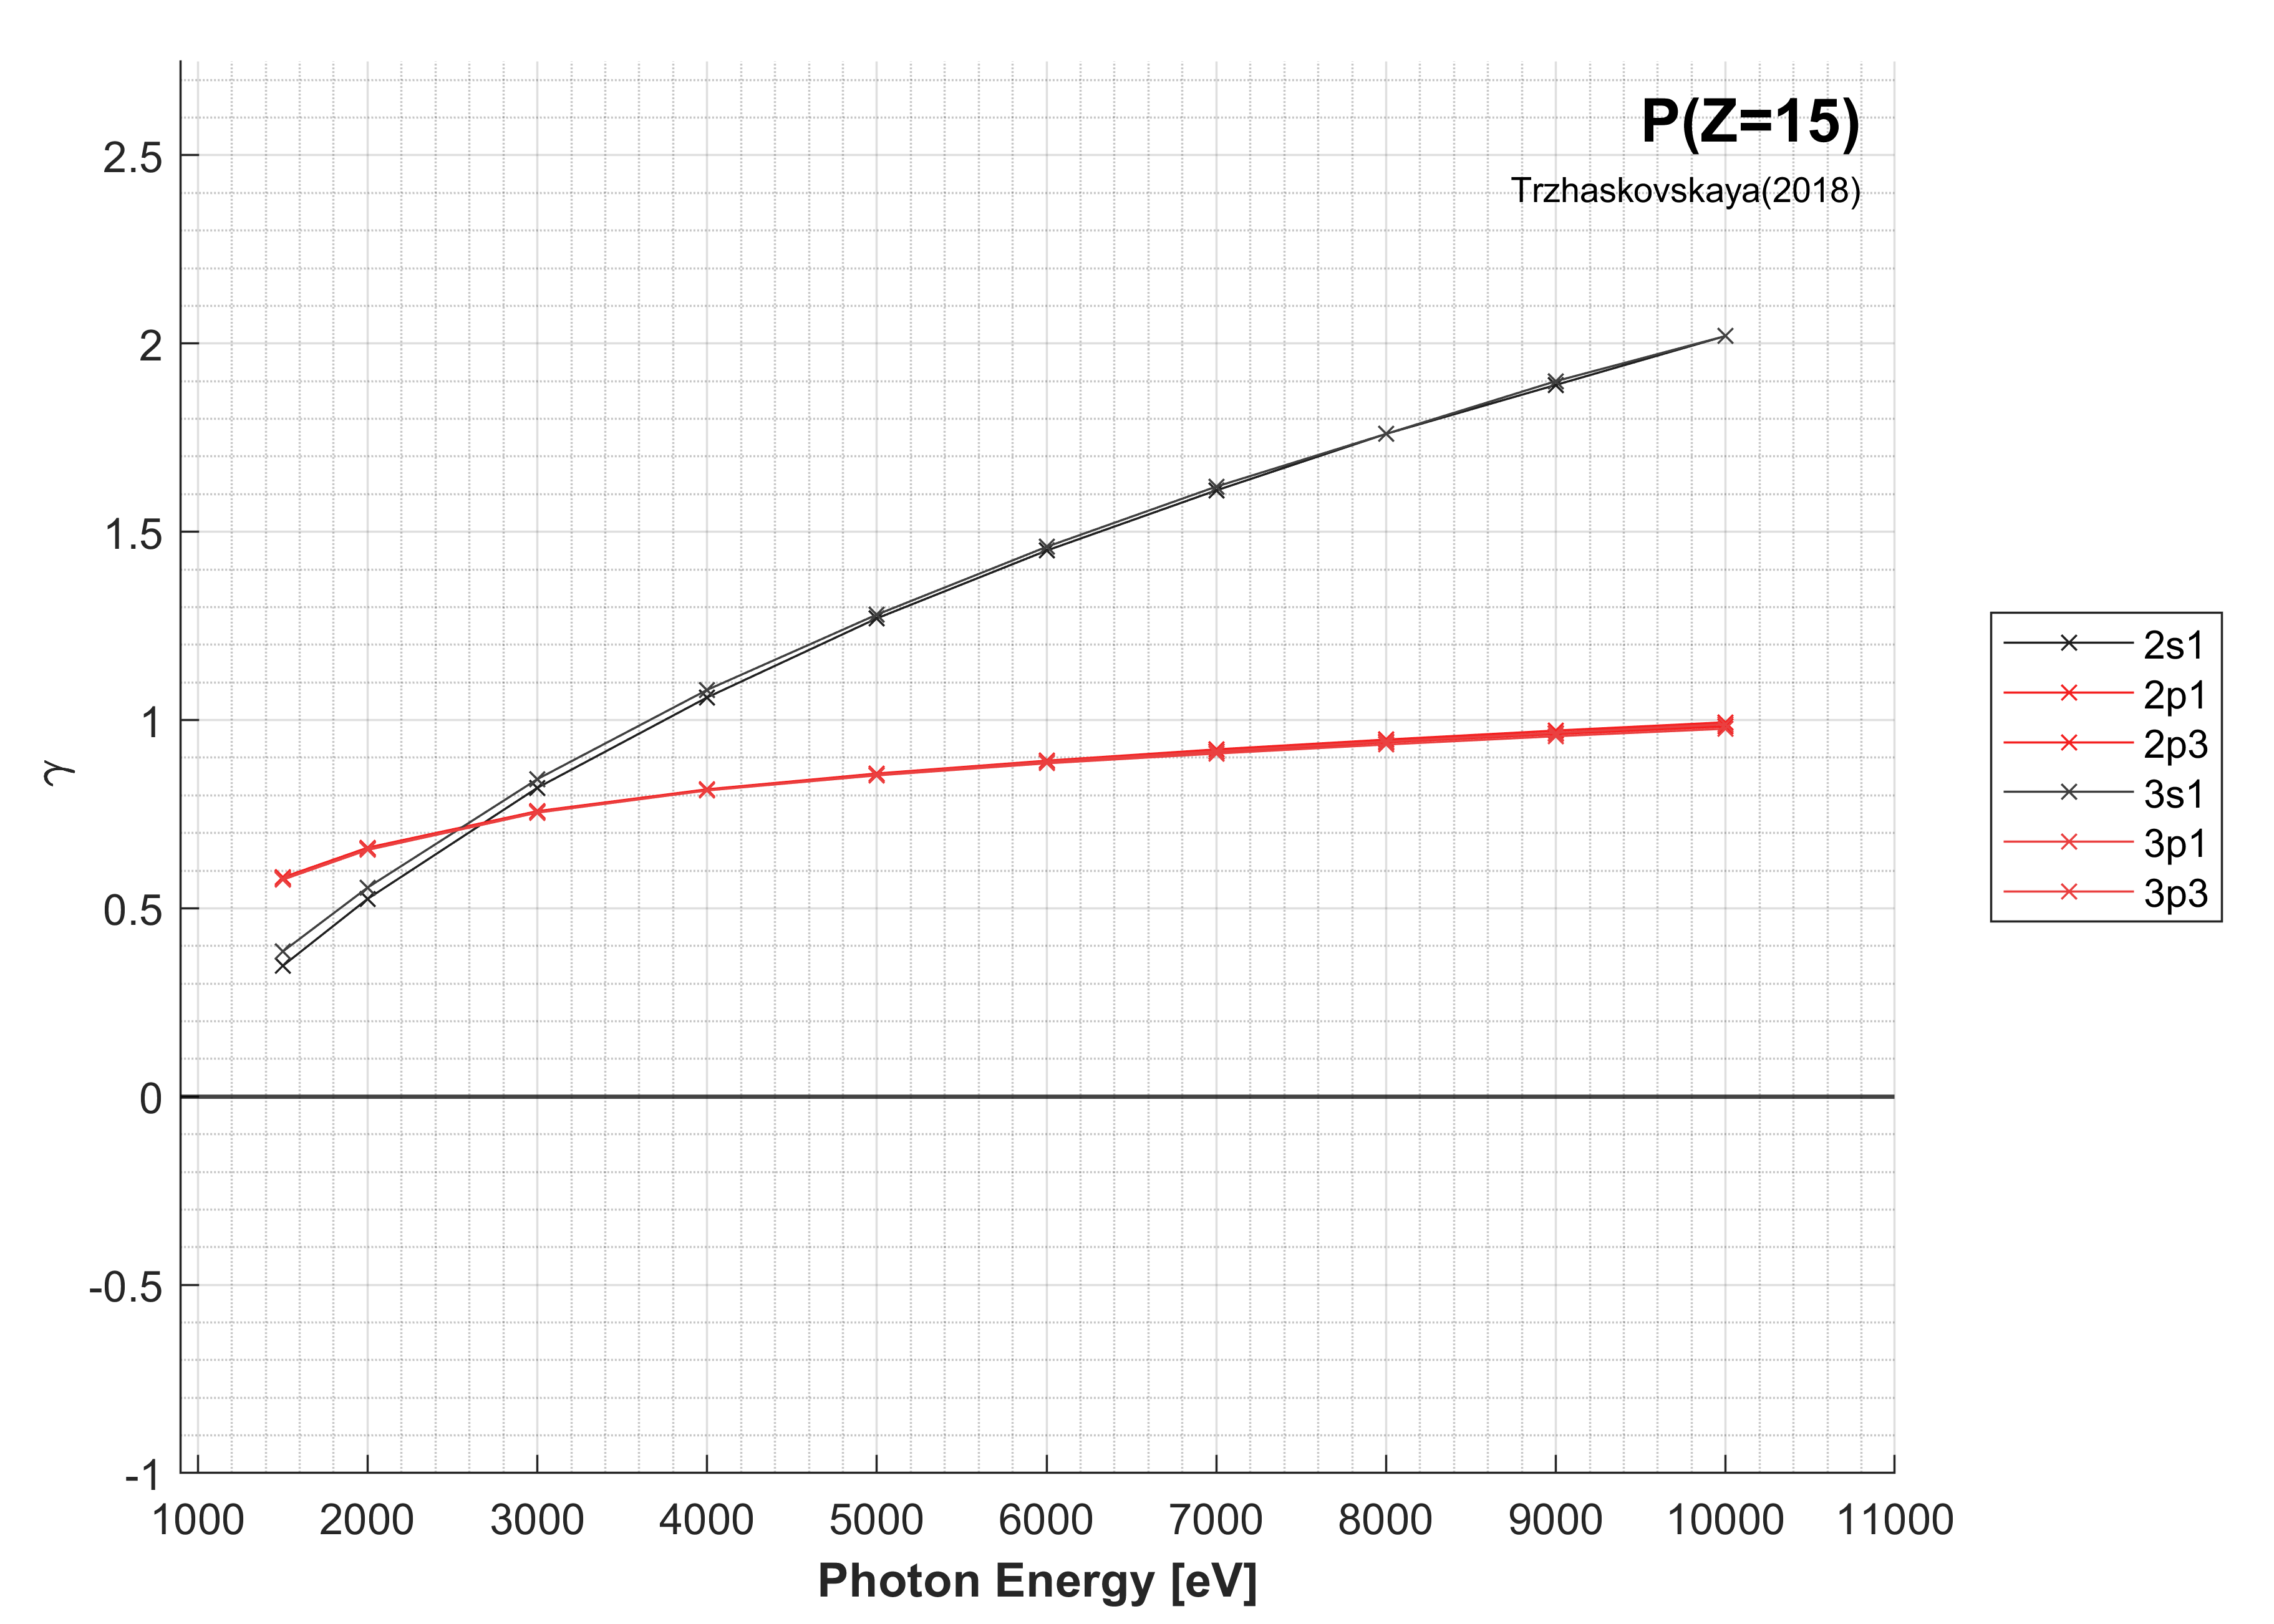 P(Z=15)
Trzhaskovskaya(2018)
2.5
2
1.5
1
0.5
0
-0.5
-1
γ
1000 2000 3000 4000 5000 6000 7000 8000 9000 10000 11000
Photon Energy [eV]
2s1
2p1
2p3
3s1
3p1
3p3